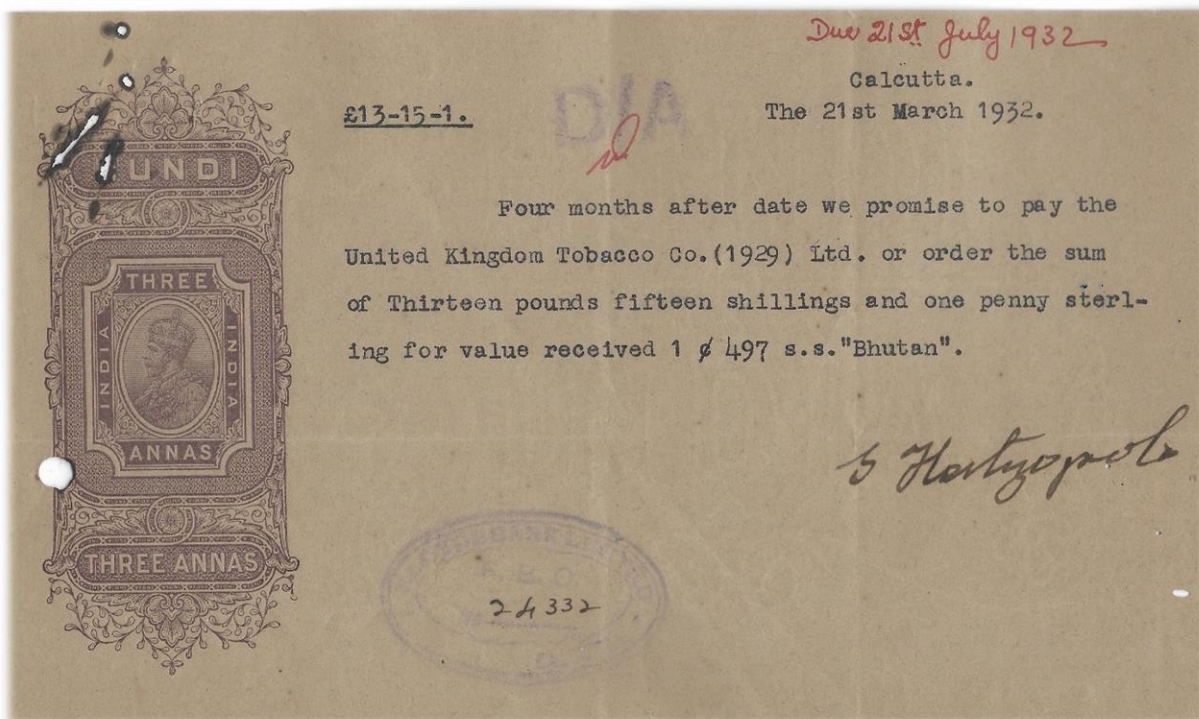 Due 21st July 1932
Calcutta.
£13-15-1.
The 21st March 1932.
HUNDI
THREE
INDIA
INDIA
ANNAS
THREE ANNAS
Four months after date we promise to pay the
United Kingdom Tobacco Co.(1929) Ltd. or order the sum
of Thirteen pounds fifteen shillings and one penny sterl-
ing for value received 1 ¢ 497 s.s."Bhutan".
24332